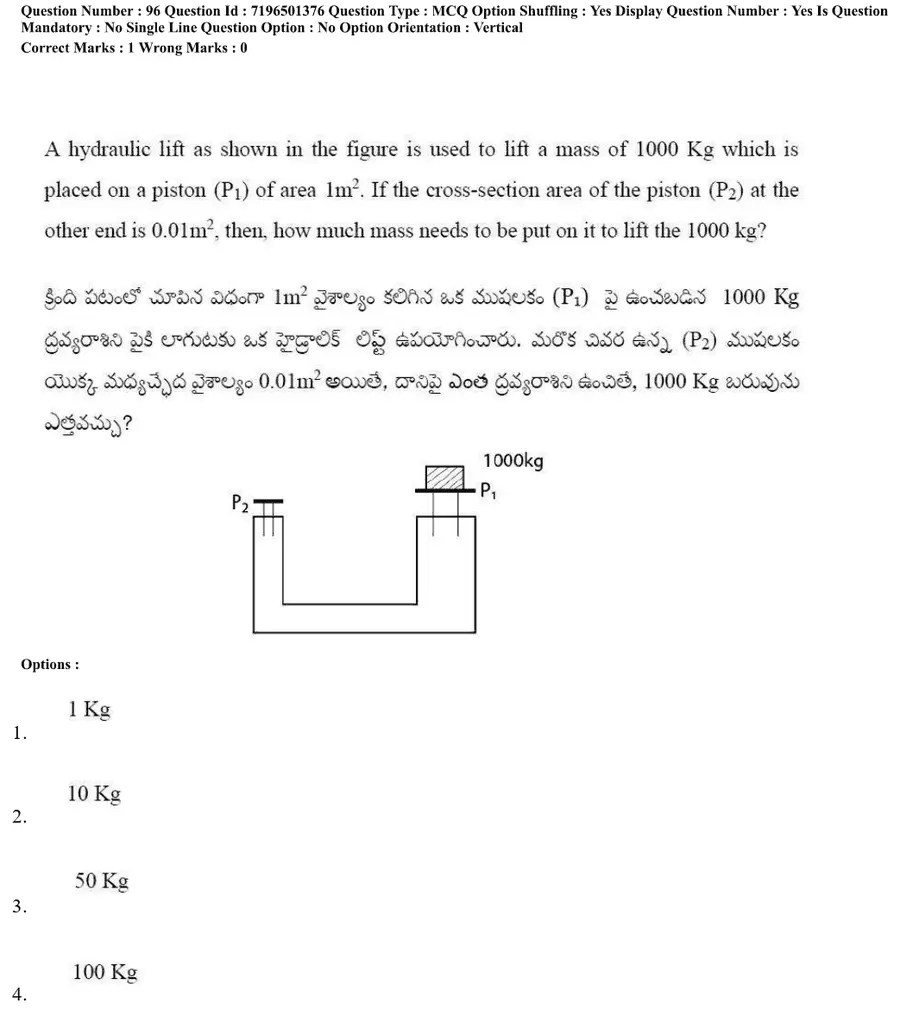 Question Number : 96 Question Id : 7196501376 Question Type : MCQ Option Shuffling : Yes Display Question Number : Yes Is Question
Mandatory : No Single Line Question Option : No Option Orientation : Vertical
Correct Marks : 1 Wrong Marks : 0
A hydraulic lift as shown in the figure is used to lift a mass of 1000 Kg which is
placed on a piston (P₁) of area 1m². If the cross-section area of the piston (P₂) at the
other end is 0.01m², then, how much mass needs to be put on it to lift the 1000 kg?
క్రింది పటంలో చూపిన విధంగా 1m² వైశాల్యం కలిగిన ఒక ముషలకం (P₁) పై ఉంచబడిన 1000 Kg
ద్రవ్యరాశిని పైకి లాగుటకు ఒక హైడ్రాలిక్ లిఫ్ట్ ఉపయోగించారు. మరొక చివర ఉన్న (P₂) ముషలకం
యొక్క మధ్యచ్ఛేద వైశాల్యం 0.01m² అయితే, దానిపై ఎంత ద్రవ్యరాశిని ఉంచితే, 1000 Kg బరువును
ఎత్తవచ్చు?
1000kg
P₁
P₂
Options :
1 Kg
1.
10 Kg
2.
50 Kg
3.
100 Kg
4.